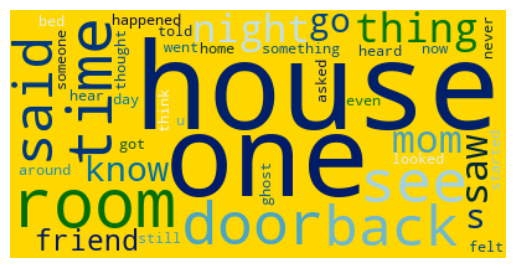 bed
happened
told
night
go
thing
someone
thought
went
home
something
heard
now
never
said
time
house
hear
day
think
asked
even
u
one
mom
know
got
see
looked
saw
started
around
ghost
room
door
back
s
friend
still
felt